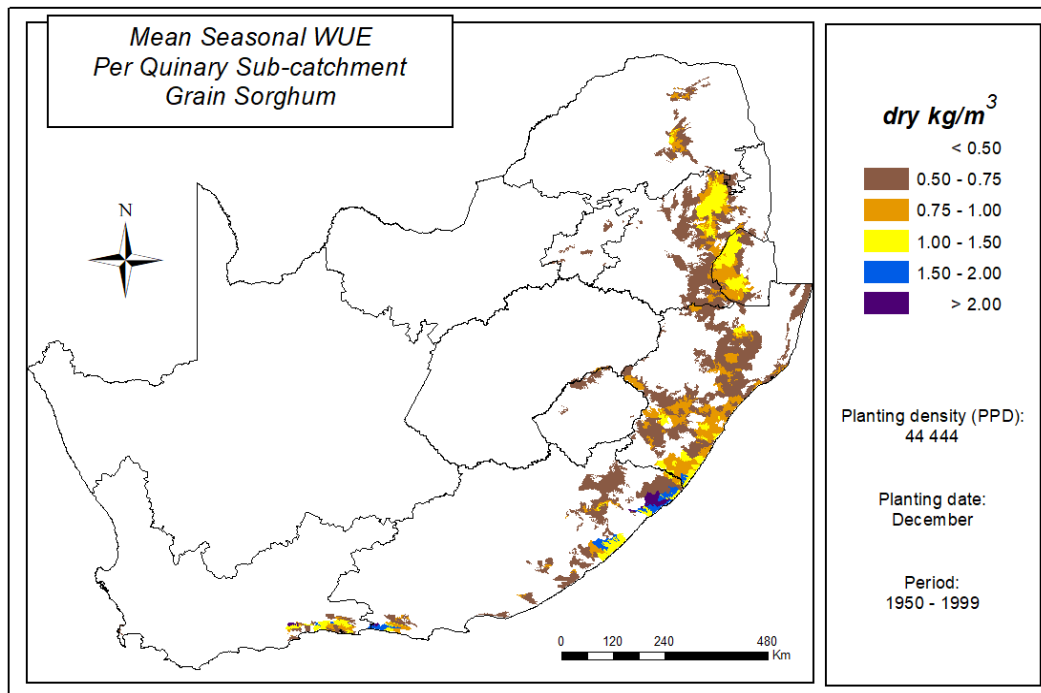 Mean Seasonal WUE
Per Quinary Sub-catchment
Grain Sorghum
N
0 120 240 480
Km
dry kg/m³
< 0.50
0.50 - 0.75
0.75 - 1.00
1.00 - 1.50
1.50 - 2.00
> 2.00
Planting density (PPD):
44 444
Planting date:
December
Period:
1950 - 1999